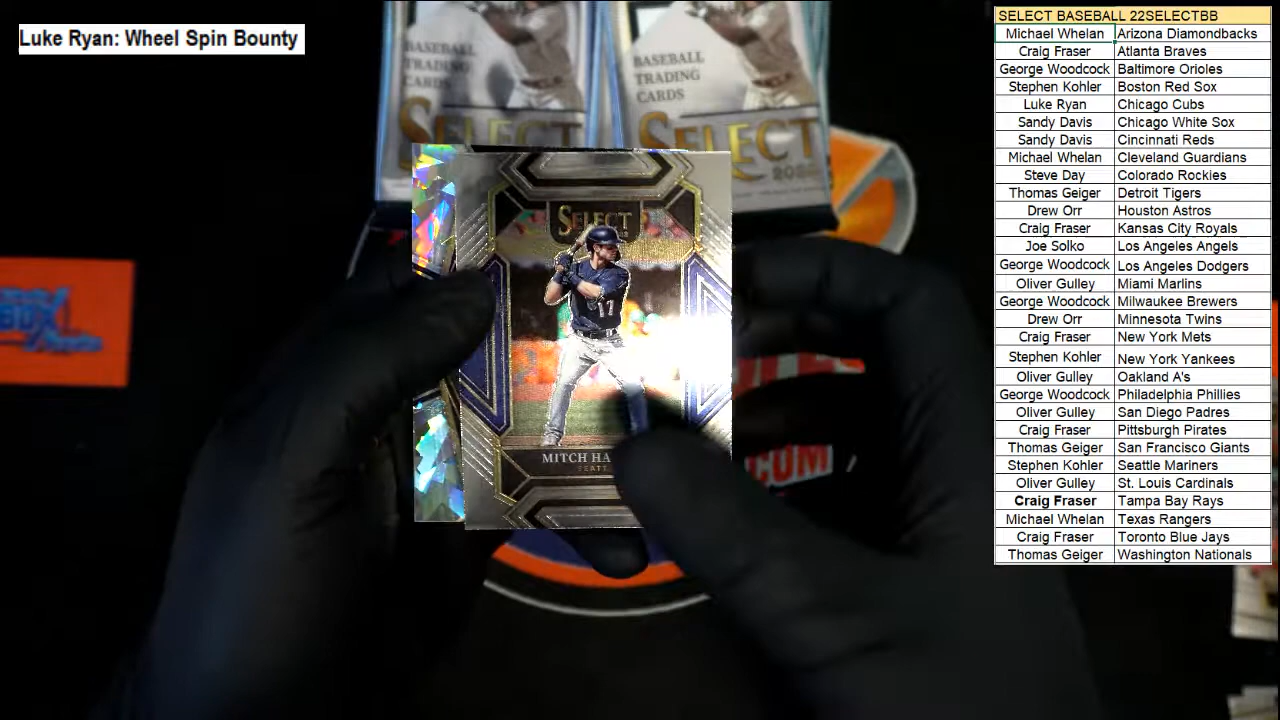 Luke Ryan: Wheel Spin Bounty
BASEBALL
TRADING
CARDS
SELECT
BASEBALL
TRADING
CARDS
SELECT
SELECT
17
MITCH
.COM
SELECT BASEBALL 22SELECTBB
Michael Whelan Arizona Diamondbacks
Craig Fraser Atlanta Braves
George Woodcock Baltimore Orioles
Stephen Kohler Boston Red Sox
Luke Ryan Chicago Cubs
Sandy Davis Chicago White Sox
Sandy Davis Cincinnati Reds
Michael Whelan Cleveland Guardians
Steve Day Colorado Rockies
Thomas Geiger Detroit Tigers
Drew Orr Houston Astros
Craig Fraser Kansas City Royals
Joe Solko Los Angeles Angels
George Woodcock Los Angeles Dodgers
Oliver Gulley Miami Marlins
George Woodcock Milwaukee Brewers
Drew Orr Minnesota Twins
Craig Fraser New York Mets
Stephen Kohler New York Yankees
Oliver Gulley Oakland A's
George Woodcock Philadelphia Phillies
Oliver Gulley San Diego Padres
Craig Fraser Pittsburgh Pirates
Thomas Geiger San Francisco Giants
Stephen Kohler Seattle Mariners
Oliver Gulley St. Louis Cardinals
Craig Fraser Tampa Bay Rays
Michael Whelan Texas Rangers
Craig Fraser Toronto Blue Jays
Thomas Geiger Washington Nationals